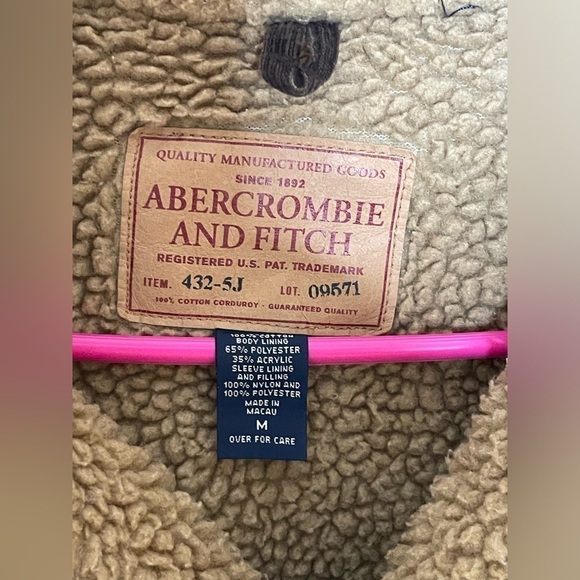 QUALITY MANUFACTURED GOODS
SINCE 1892
ABERCROMBIE
AND FITCH
REGISTERED U.S. PAT. TRADEMARK
ITEM. 432-5J LOT. 09571
100% COTTON CORDUROY · GUARANTEED QUALITY
100% COTTON
BODY LINING
65% POLYESTER
35% ACRYLIC
SLEEVE LINING
AND FILLING
100% NYLON AND
100% POLYESTER
MADE IN
MACAU
M
OVER FOR CARE